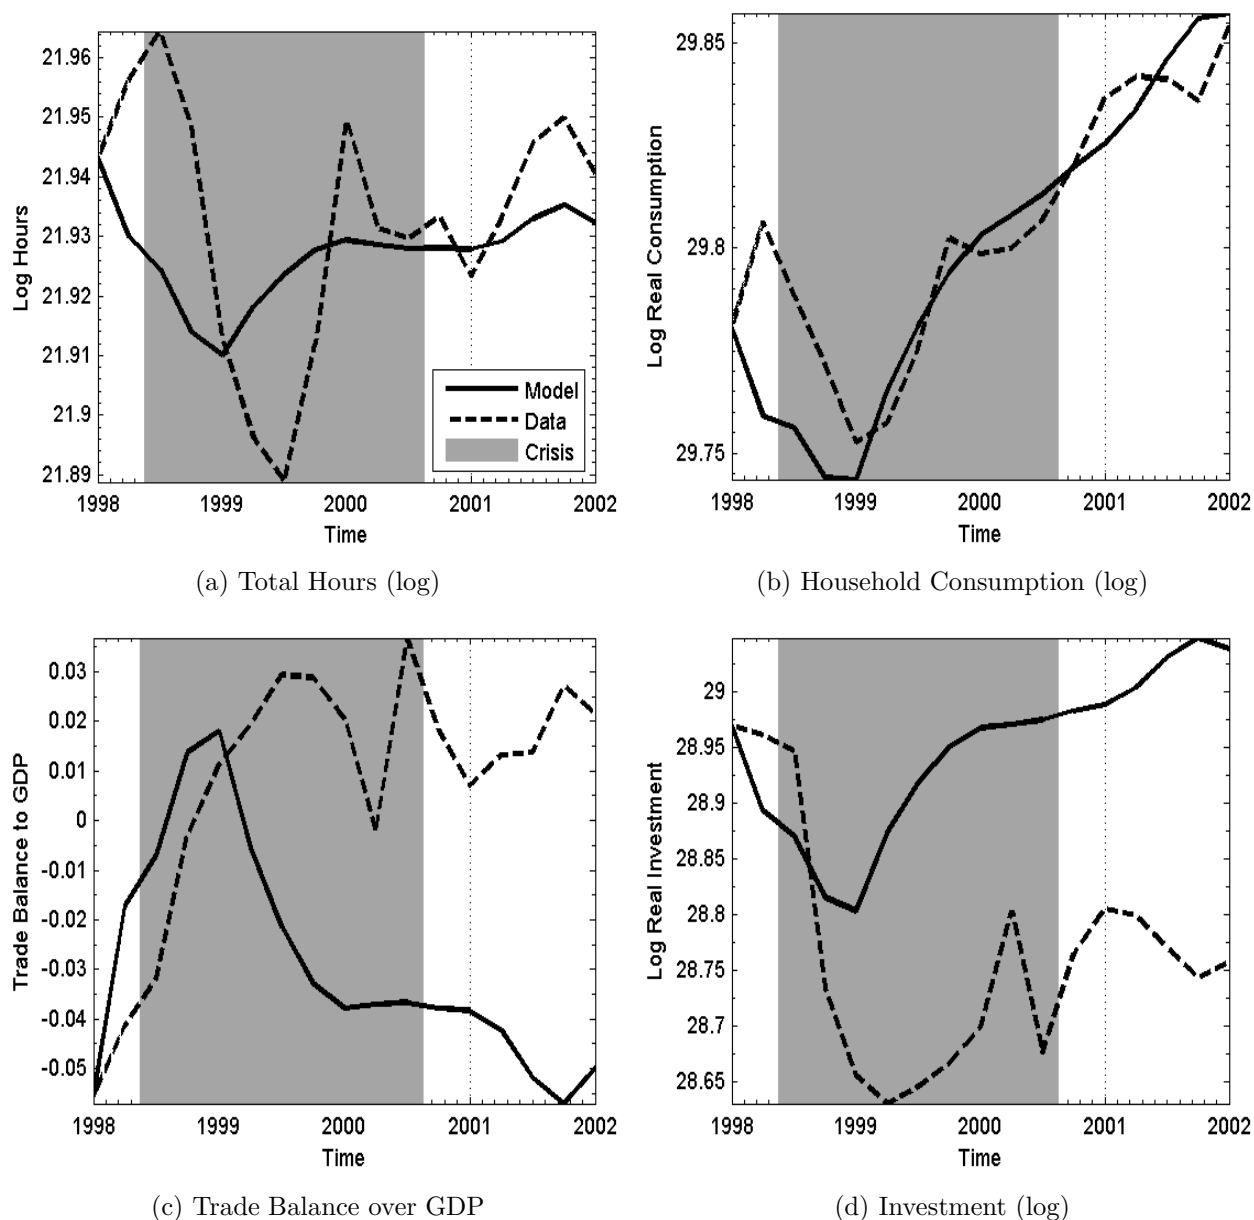 21.96
21.95
21.94
21.93
21.92
21.91
21.9
21.89
Log Hours
1998 1999 2000 2001 2002
Time
Model
Data
Crisis
(a) Total Hours (log)
29.85
29.8
29.75
Log Real Consumption
1998 1999 2000 2001 2002
Time
(b) Household Consumption (log)
0.03
0.02
0.01
0
-0.01
-0.02
-0.03
-0.04
-0.05
Trade Balance to GDP
1998 1999 2000 2001 2002
Time
(c) Trade Balance over GDP
29
28.95
28.9
28.85
28.8
28.75
28.7
28.65
Log Real Investment
1998 1999 2000 2001 2002
Time
(d) Investment (log)